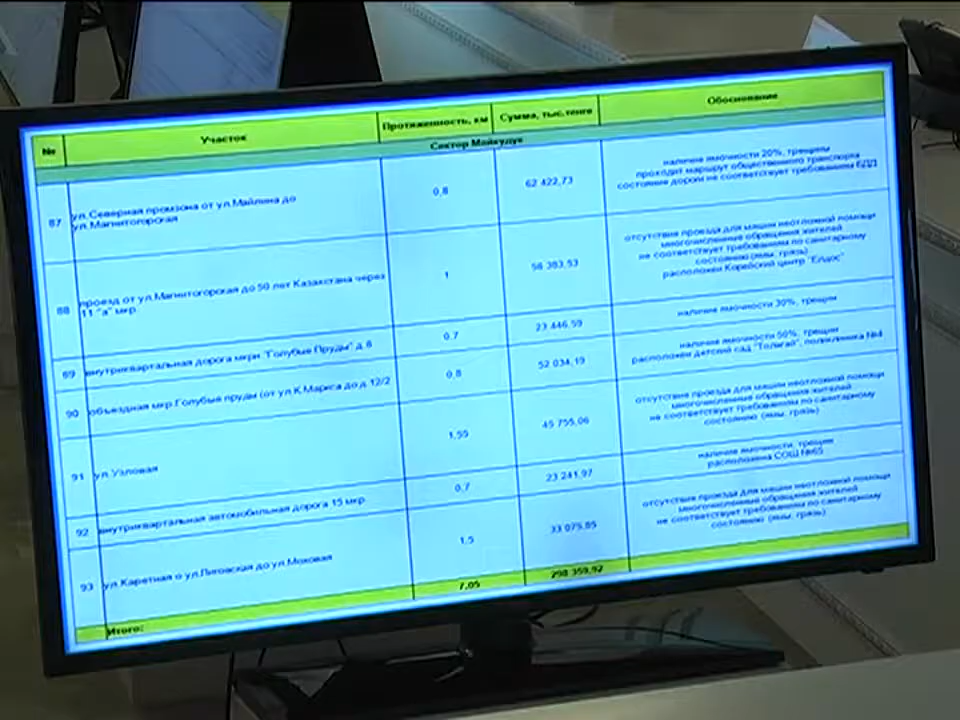 № Участок Протяженность, км Сумма, тыс.тенге Обоснование
Сектор Майкудук
87 ул.Северная промзона от ул.Майлина до
ул.Магнитогорская
0,8 62 422,73
наличие ямочности 20%, трещины
проходит маршрут общественного транспорта
состояние дороги не соответствует требованиям БДД
88 проезд от ул.Магнитогорская до 50 лет Казахстана через
11 "а" мкр
1 58 383,53
отсутствия проезда для машин неотложной помощи
многочисленные обращения жителей
не соответствует требованиям по санитарному
состоянию (ямы, грязь)
расположен Корейский центр "Елдос"
89 внутриквартальная дорога мкрн. "Голубые Пруды" д.8 0,7 23 446,59 наличие ямочности 30%, трещин
90 объездная мкр.Голубые пруды (от ул.К.Маркса до д.12/2 0,8 52 034,19
наличие ямочности 50%, трещин
расположен детский сад "Толагай", поликлиника №4
91 ул.Узловая 1,55 45 755,06
отсутствия проезда для машин неотложной помощи
многочисленные обращения жителей
не соответствует требованиям по санитарному
состоянию (ямы, грязь)
92 внутриквартальная автомобильная дорога 15 мкр. 0,7 23 241,97
наличие ямочности, трещин
расположена СОШ №65
93 ул.Каретная о ул.Лиговская до ул.Моховая 1,5 33 075,85
отсутствия проезда для машин неотложной помощи
многочисленные обращения жителей
не соответствует требованиям по санитарному
состоянию (ямы, грязь)
Итого: 7,05 298 359,92